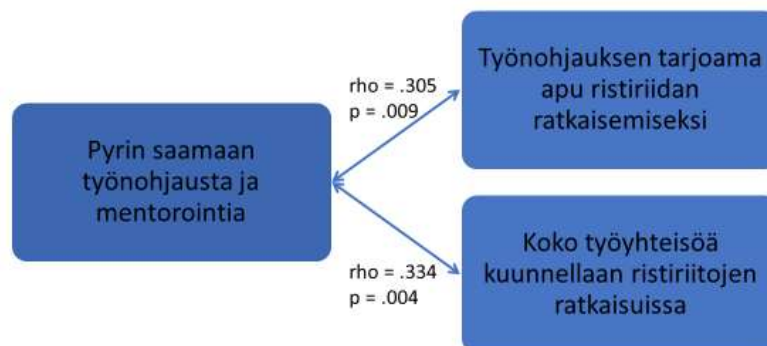 Työnohjauksen tarjoama
apu ristiriidan
ratkaisemiseksi
rho = .305
p = .009
Pyrin saamaan
työnohjausta ja
mentorointia
Koko työyhteisöä
kuunnellaan ristiriitojen
ratkaisuissa
rho = .334
p = .004